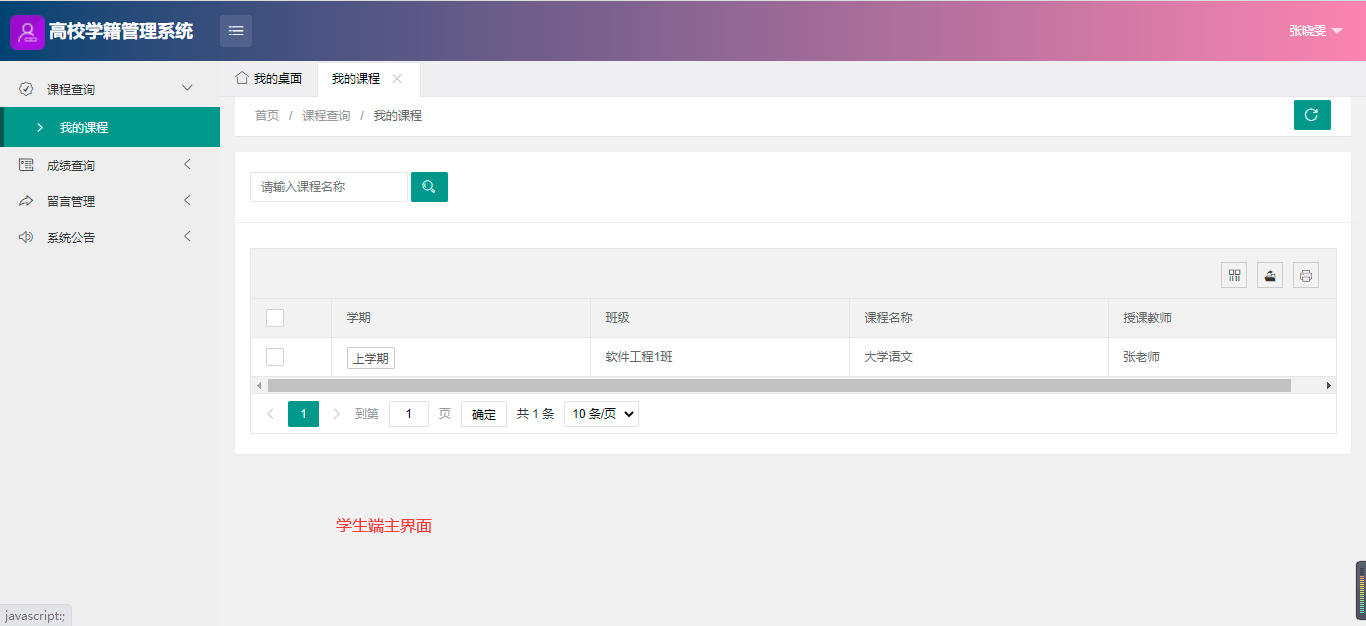 高校学籍管理系统
张晓雯
课程查询
我的课程
成绩查询
留言管理
系统公告
我的桌面 我的课程
首页 / 课程查询 / 我的课程
请输入课程名称
学期 班级 课程名称 授课教师
上学期 软件工程1班 大学语文 张老师
1 到第 1 页 确定 共 1 条 10 条/页
学生端主界面
javascript:;